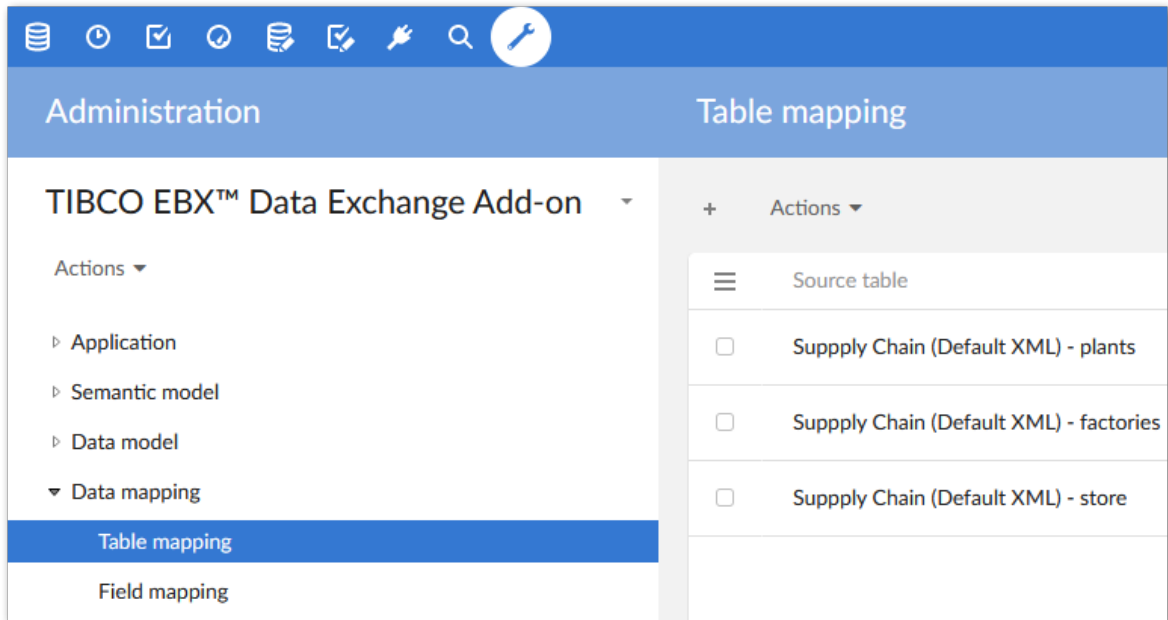 Administration
Table mapping
TIBCO EBX™ Data Exchange Add-on
Actions
Application
Semantic model
Data model
Data mapping
Table mapping
Field mapping
+ Actions
Source table
Suppply Chain (Default XML) - plants
Suppply Chain (Default XML) - factories
Suppply Chain (Default XML) - store